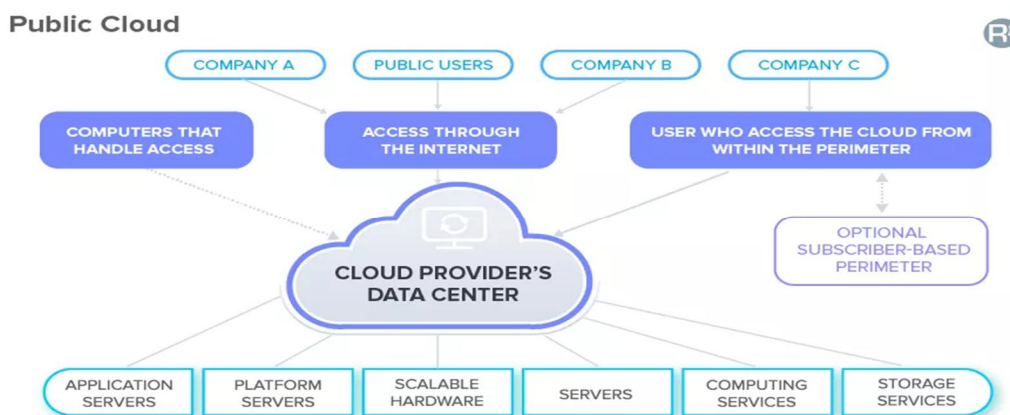 Public Cloud
R
COMPANY A
PUBLIC USERS
COMPANY B
COMPANY C
COMPUTERS THAT
HANDLE ACCESS
ACCESS THROUGH
THE INTERNET
USER WHO ACCESS THE CLOUD FROM
WITHIN THE PERIMETER
OPTIONAL
SUBSCRIBER-BASED
PERIMETER
CLOUD PROVIDER'S
DATA CENTER
APPLICATION
SERVERS
PLATFORM
SERVERS
SCALABLE
HARDWARE
SERVERS
COMPUTING
SERVICES
STORAGE
SERVICES